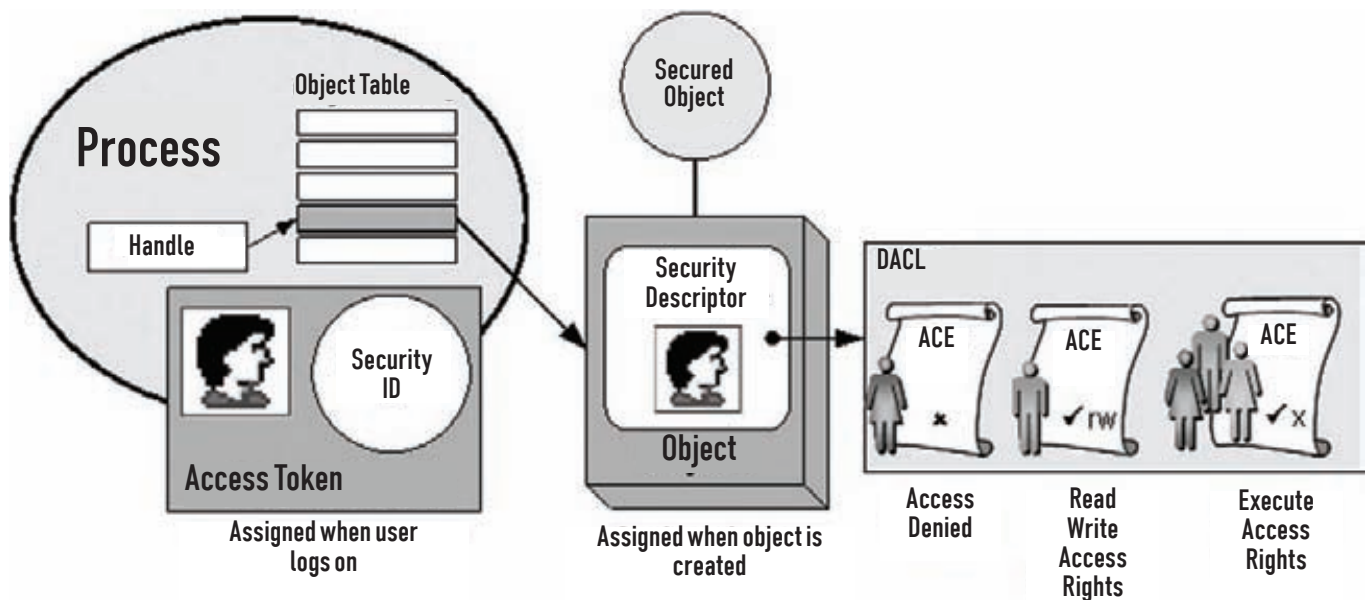 Process
Object Table
Handle
Security
ID
Access Token
Assigned when user
logs on
Secured
Object
Security
Descriptor
Object
Assigned when object is
created
DACL
ACE
x
ACE
✓ rw
ACE
✓ x
Access
Denied
Read
Write
Access
Rights
Execute
Access
Rights